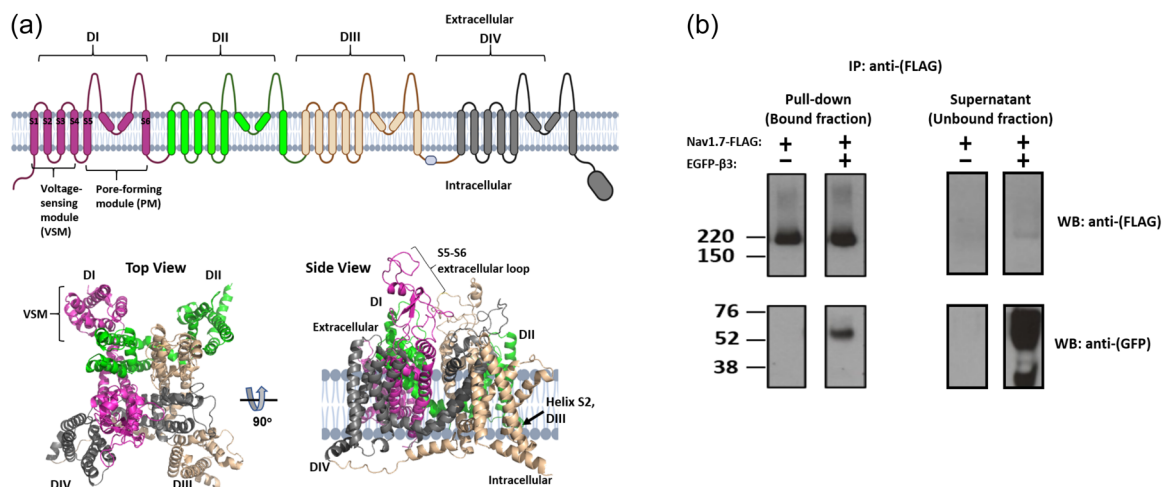 (a)
Extracellular
DI
DII
DIII
DIV
S1 S2 S3 S4 S5 S6
Voltage-
sensing module
(VSM)
Pore-forming
module (PM)
Intracellular
Top View
DI
DII
VSM
DIV
DIII
90°
Side View
S5-S6
extracellular loop
DI
Extracellular
DII
Helix S2,
DIII
DIV
Intracellular
(b)
IP: anti-(FLAG)
Pull-down
(Bound fraction)
Supernatant
(Unbound fraction)
Nav1.7-FLAG: + + + +
EGFP-β3: − + − +
220
150
WB: anti-(FLAG)
76
52
38
WB: anti-(GFP)